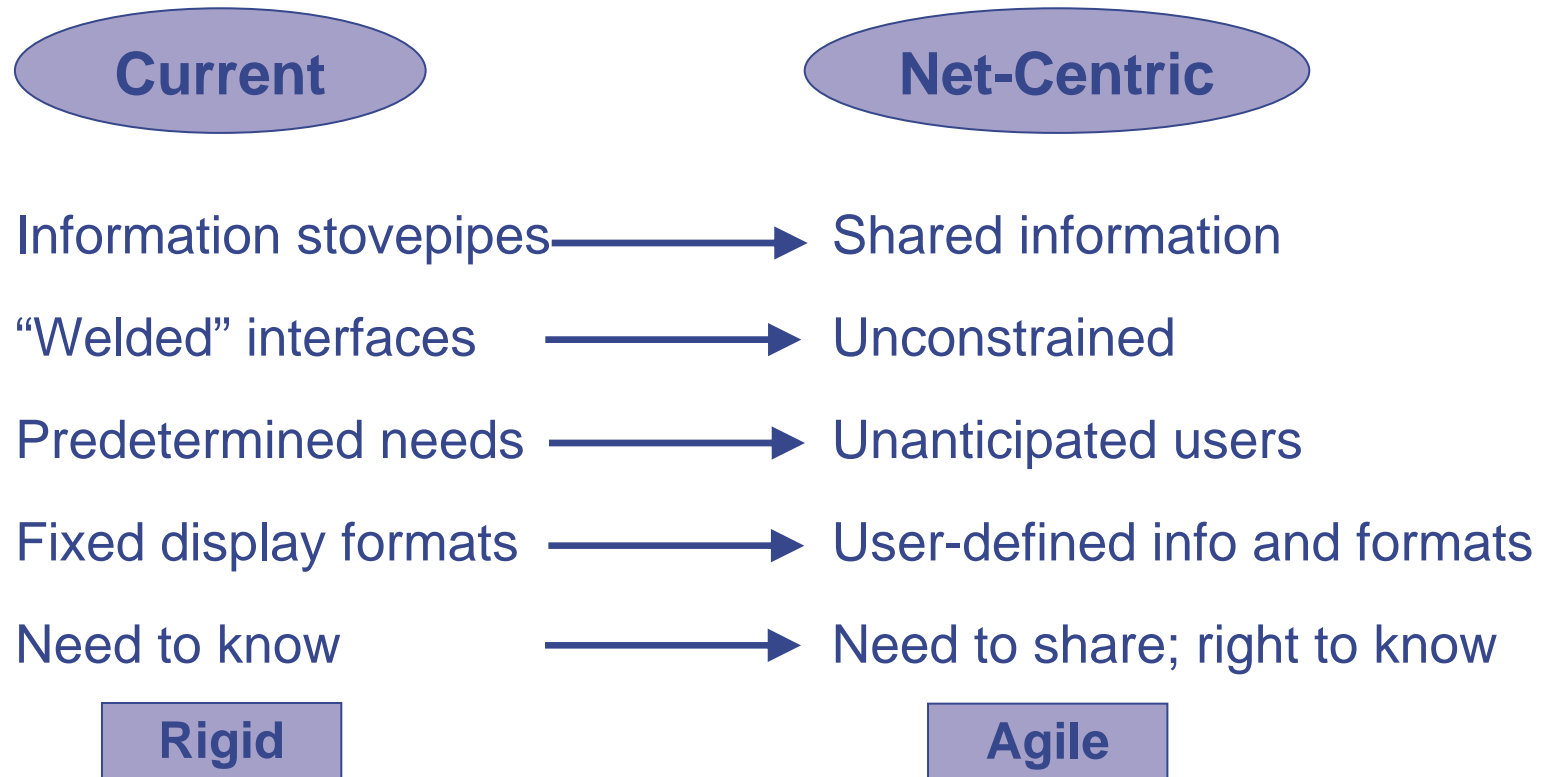 Current Net-Centric
Information stovepipes Shared information
“Welded” interfaces Unconstrained
Predetermined needs Unanticipated users
Fixed display formats User-defined info and formats
Need to know Need to share; right to know
Rigid Agile